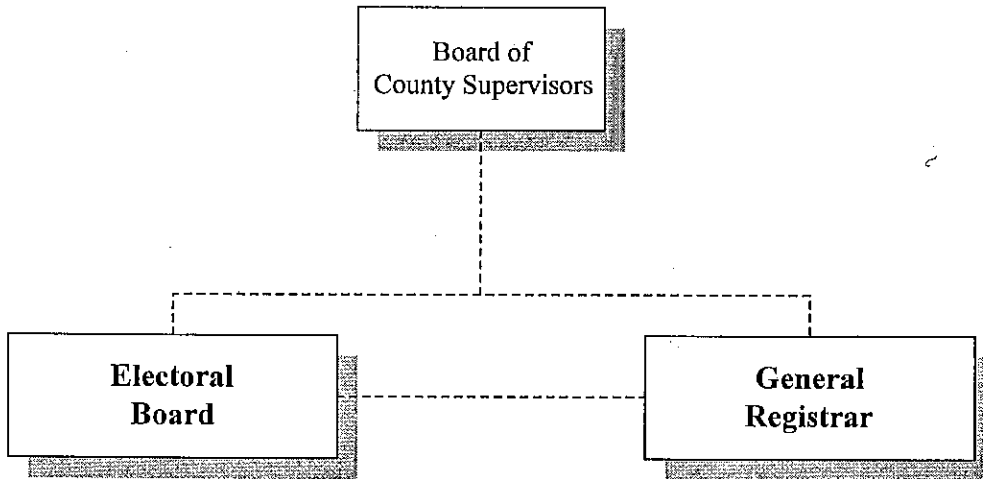 Board of
County Supervisors
Electoral
Board
General
Registrar